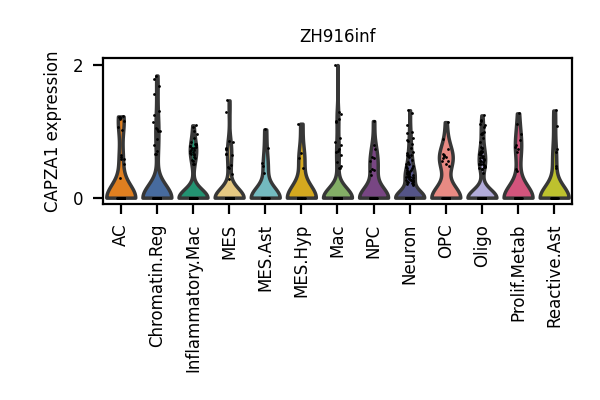 ZH916inf
CAPZA1 expression
2
0
AC
Chromatin.Reg
Inflammatory.Mac
MES
MES.Ast
MES.Hyp
Mac
NPC
Neuron
OPC
Oligo
Prolif.Metab
Reactive.Ast